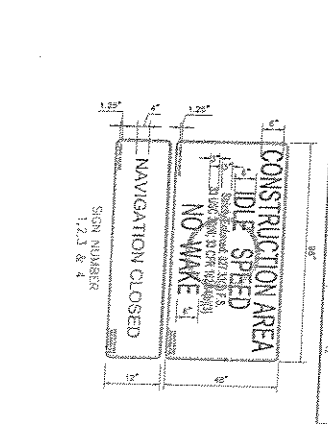 CONSTRUCTION AREA
IDLE SPEED
NO WAKE
NAVIGATION CLOSED
SIGN NUMBER
1,2,3 & 4
6"
1.25"
4"
1.25"
96"
48"
12"